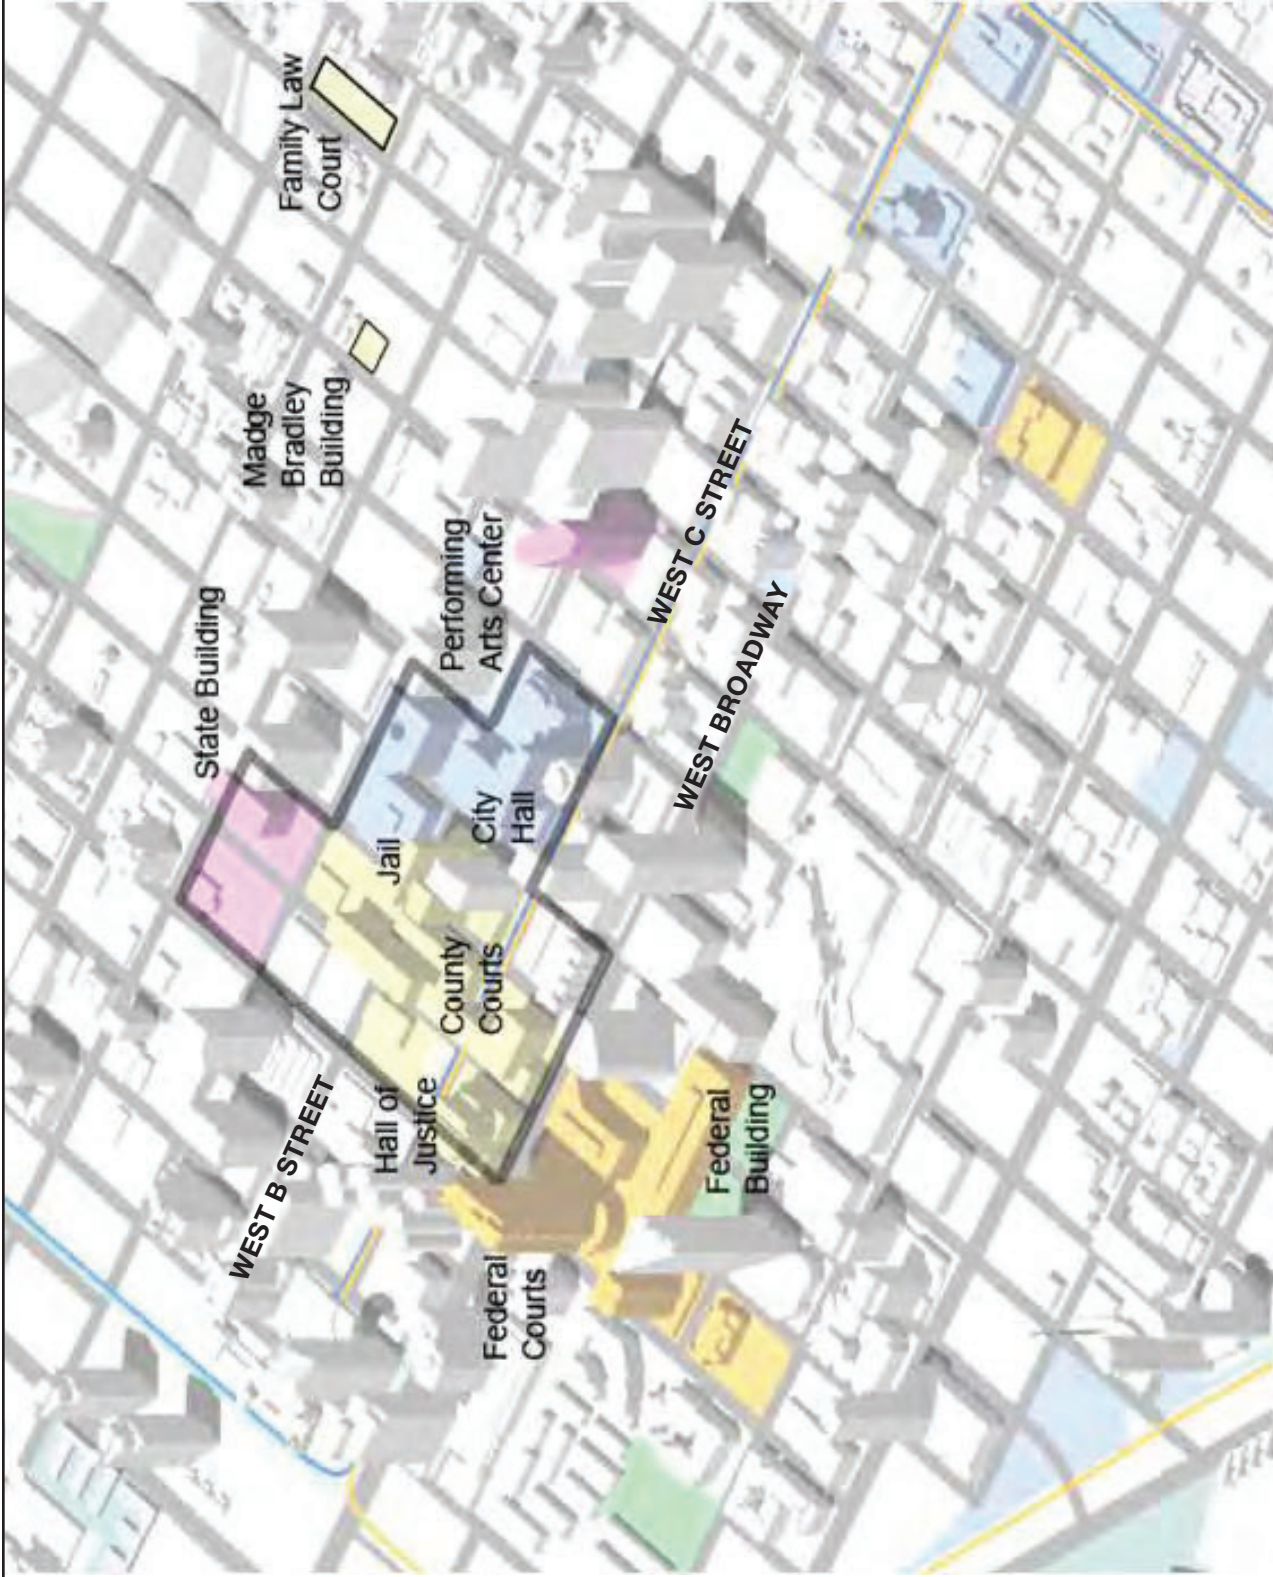 Family Law
Court
Madge
Bradley
Building
State Building
Performing
Arts Center
WEST C STREET
WEST BROADWAY
Jail
City
Hall
County
Courts
Hall of
Justice
WEST B STREET
Federal
Building
Federal
Courts